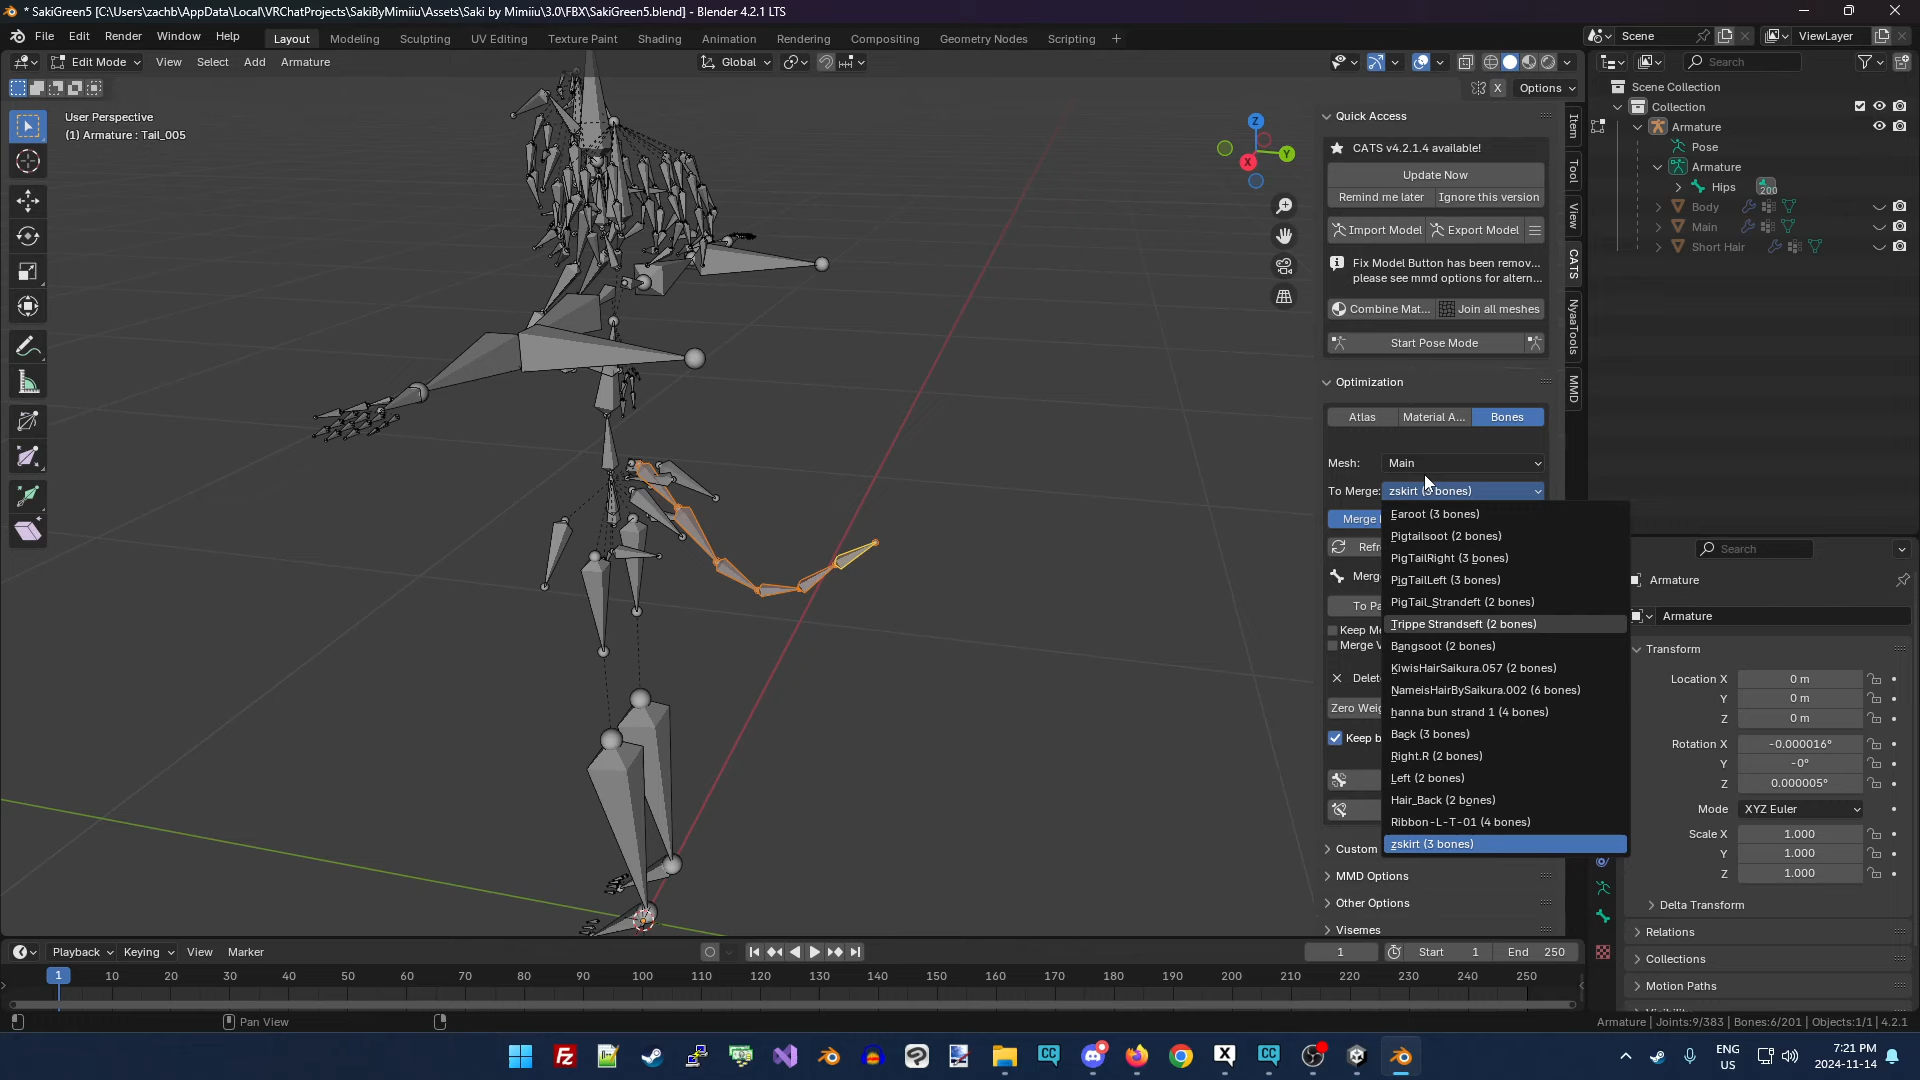 * SakiGreen5 [C:\Users\zachb\AppData\Local\VRChatProjects\SakiByMimiiu\Assets\Saki by Mimiiu\3.0\FBX\SakiGreen5.blend] - Blender 4.2.1 LTS
File Edit Render Window Help Layout Modeling Sculpting UV Editing Texture Paint Shading Animation Rendering Compositing Geometry Nodes Scripting + Scene ViewLayer
Edit Mode View Select Add Armature Global Search
X Options
User Perspective
(1) Armature : Tail_005
Z
Y
X
Item
Tool
View
CATS
NyaaTools
MMD
Quick Access
CATS v4.2.1.4 available!
Update Now
Remind me later Ignore this version
Import Model Export Model
Fix Model Button has been remov...
please see mmd options for altern...
Combine Mat... Join all meshes
Start Pose Mode
Optimization
Atlas Material A... Bones
Mesh: Main
To Merge: zskirt (3 bones)
Earoot (3 bones)
Pigtailsoot (2 bones)
PigTailRight (3 bones)
PigTailLeft (3 bones)
PigTail_Strandeft (2 bones)
Trippe Strandseft (2 bones)
Bangsoot (2 bones)
KiwisHairSaikura.057 (2 bones)
NameisHairBySaikura.002 (6 bones)
hanna bun strand 1 (4 bones)
Back (3 bones)
Right.R (2 bones)
Left (2 bones)
Hair_Back (2 bones)
Ribbon-L-T-01 (4 bones)
zskirt (3 bones)
Merge
Refr
Merg
To Pa
Keep Me
Merge V
Delet
Zero Weig
Keep b
Custom
MMD Options
Other Options
Visemes
Scene Collection
Collection
Armature
Pose
Armature
Hips 200
Body
Main
Short Hair
Search
Armature
Armature
Transform
Location X 0 m
Y 0 m
Z 0 m
Rotation X -0.000016°
Y -0°
Z 0.000005°
Mode XYZ Euler
Scale X 1.000
Y 1.000
Z 1.000
Delta Transform
Relations
Collections
Motion Paths
Playback Keying View Marker 1 Start 1 End 250
1 10 20 30 40 50 60 70 80 90 100 110 120 130 140 150 160 170 180 190 200 210 220 230 240 250
Pan View Armature | Joints:9/383 | Bones:6/201 | Objects:1/1 | 4.2.1
ENG
US
7:21 PM
2024-11-14